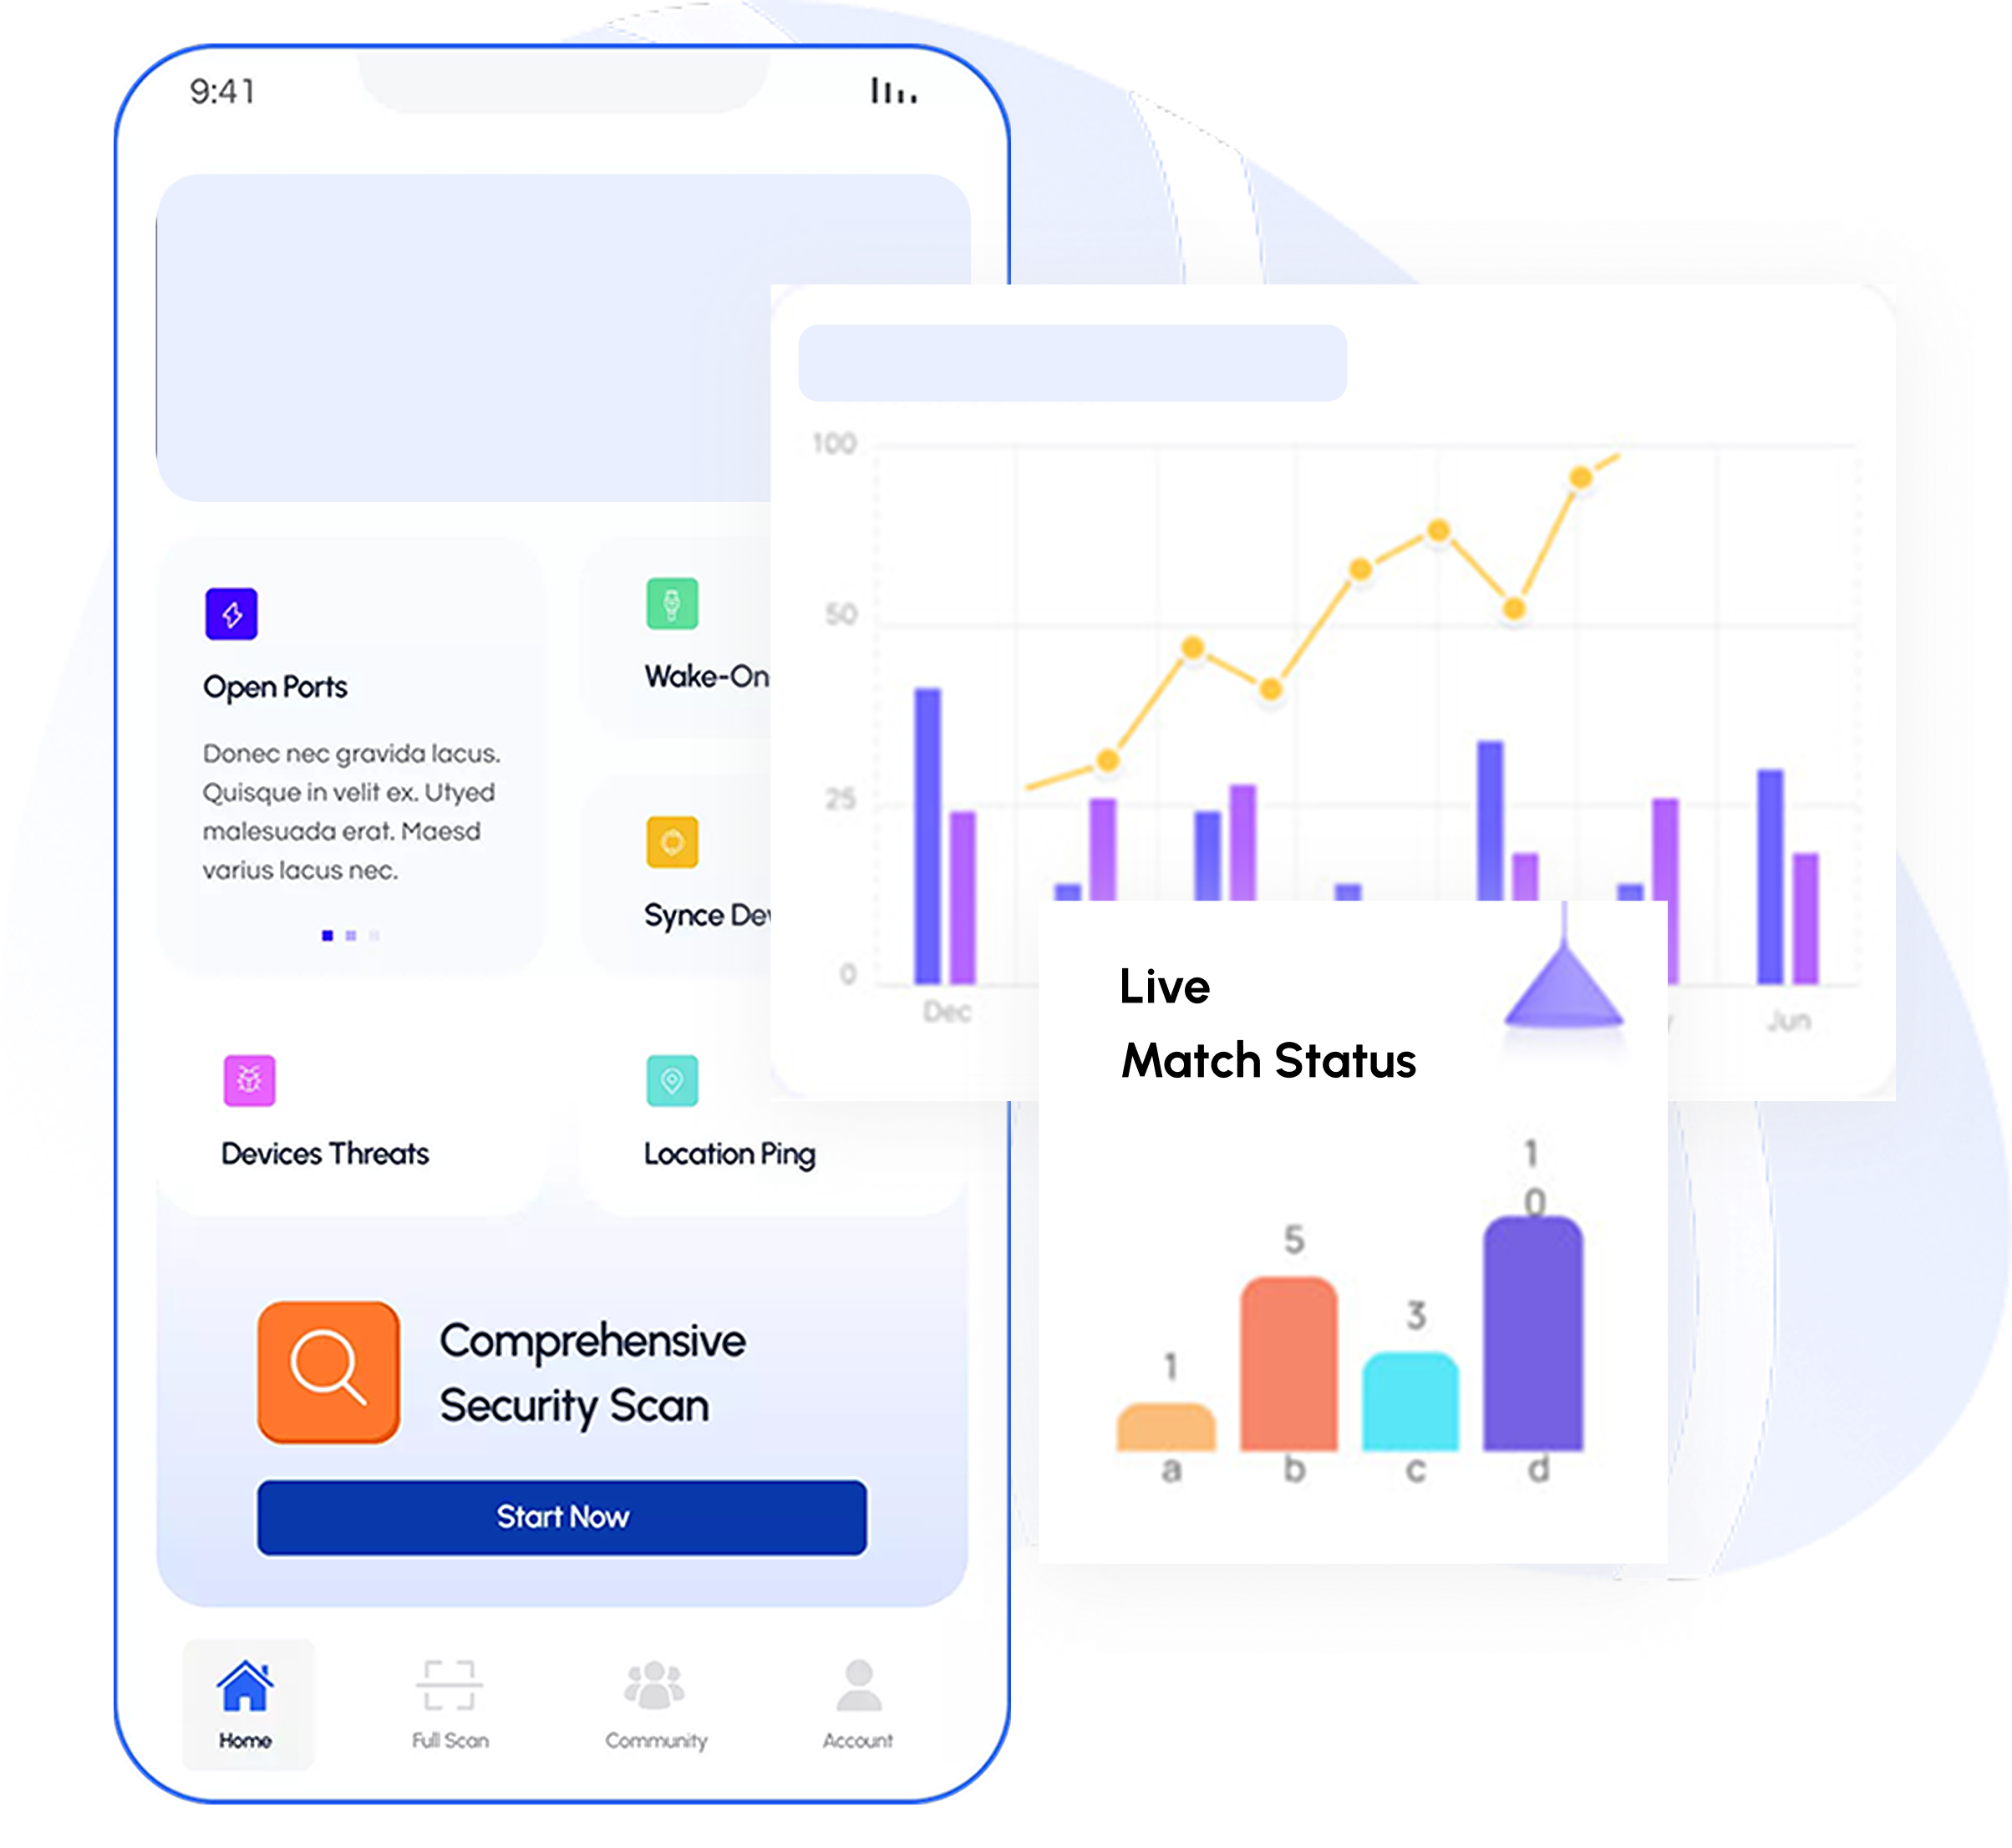 9:41
Open Ports
Donec nec gravida lacus.
Quisque in velit ex. Utyed
malesuada erat. Maesd
varius lacus nec.
Wake-On
Synce Dev
Devices Threats
Location Ping
Comprehensive
Security Scan
Start Now
Home
Full Scan
Community
Account
100
50
25
0
Dec
Jun
Live
Match Status
1
5
3
1
0
a
b
c
d